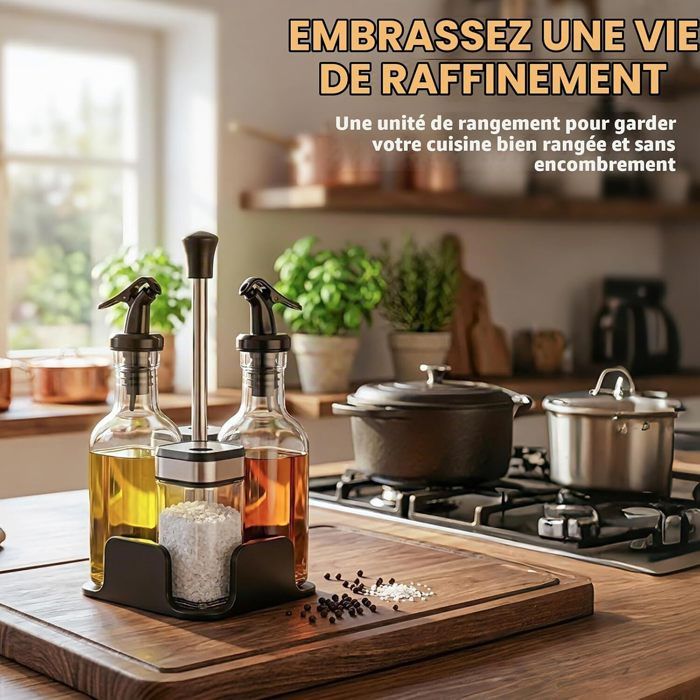 EMBRASSEZ UNE VIE
DE RAFFINEMENT
Une unité de rangement pour garder
votre cuisine bien rangée et sans
encombrement